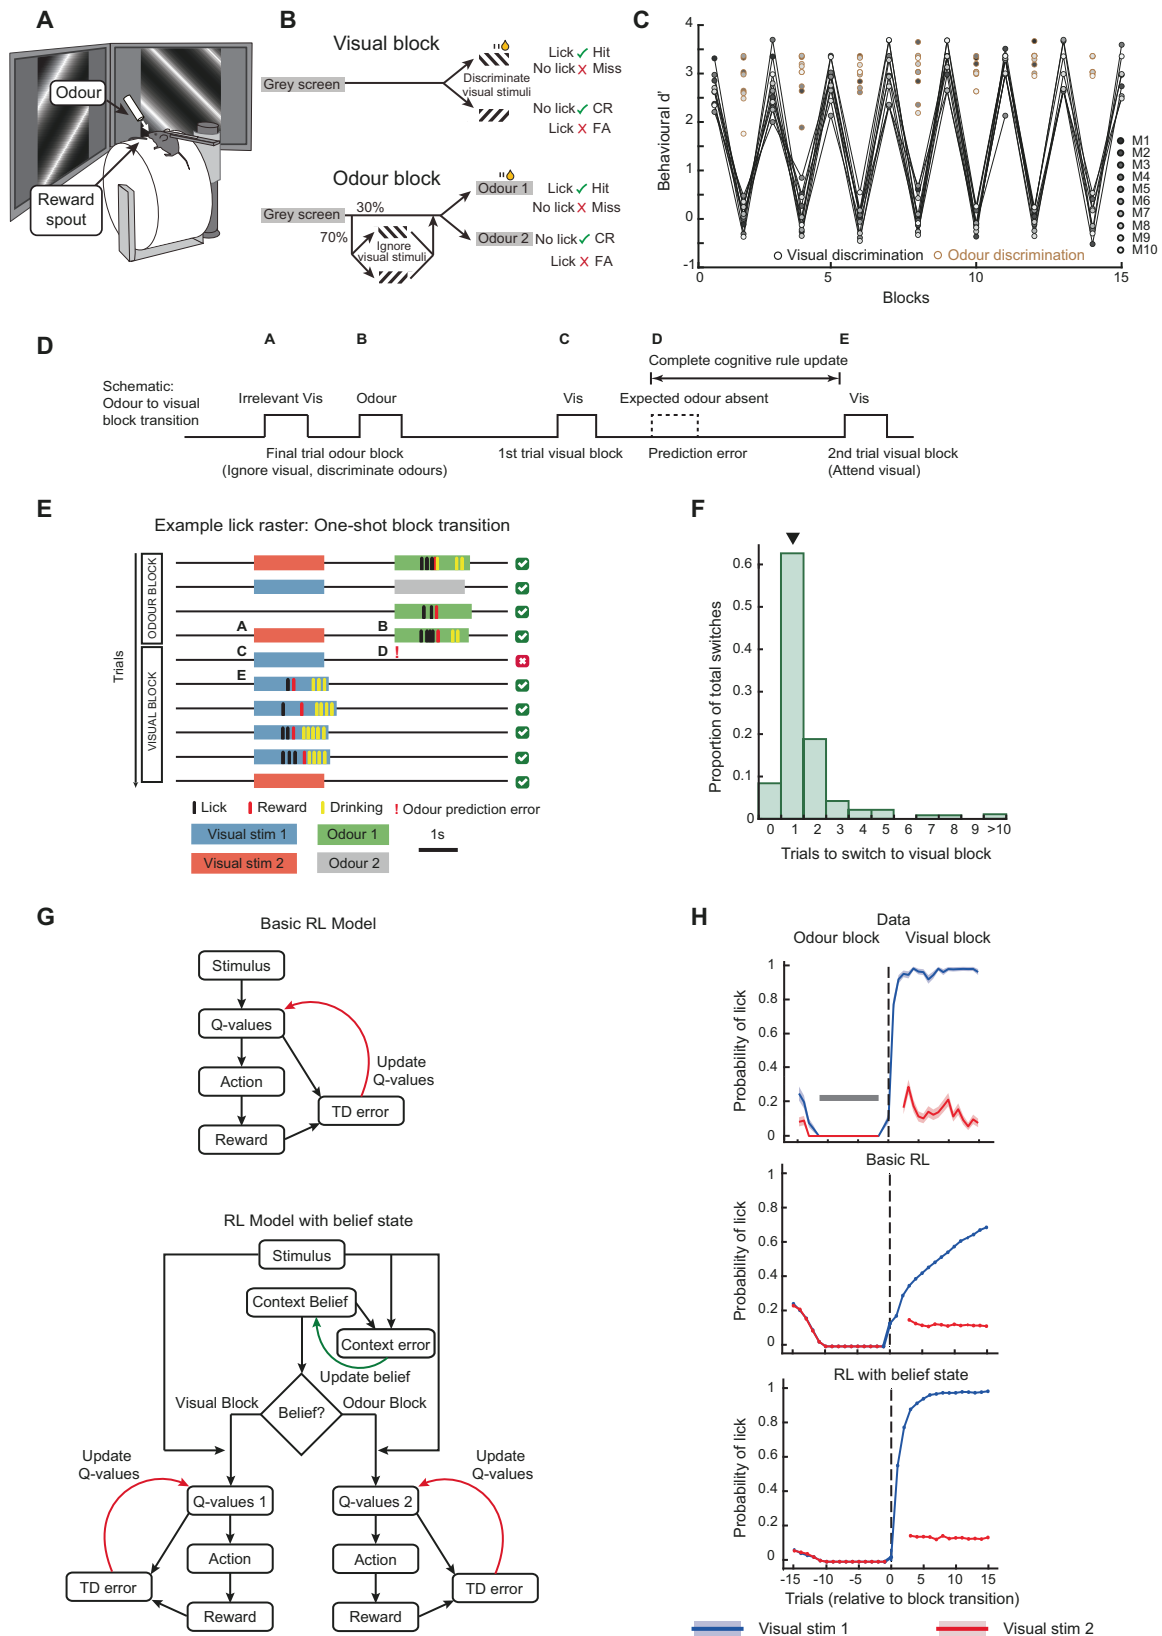 A
Odour
Reward
spout
B
Visual block
Grey screen
Discriminate
visual stimuli
Lick ✓ Hit
No lick ✗ Miss
No lick ✓ CR
Lick ✗ FA
Odour block
Grey screen
30%
70%
Ignore
visual stimuli
Odour 1
Odour 2
Lick ✓ Hit
No lick ✗ Miss
No lick ✓ CR
Lick ✗ FA
C
Behavioural d'
4
3
2
1
0
-1
Visual discrimination
Odour discrimination
0
5
10
15
Blocks
M1
M2
M3
M4
M5
M6
M7
M8
M9
M10
D
A
B
C
D
E
Complete cognitive rule update
Schematic:
Odour to visual
block transition
Irrelevant Vis
Odour
Vis
Expected odour absent
Vis
Final trial odour block
(Ignore visual, discriminate odours)
1st trial visual block
Prediction error
2nd trial visual block
(Attend visual)
E
Example lick raster: One-shot block transition
Trials
ODOUR BLOCK
VISUAL BLOCK
A
B
C
D
!
E
Lick
Reward
Drinking
! Odour prediction error
Visual stim 1
Odour 1
1s
Visual stim 2
Odour 2
F
Proportion of total switches
0.6
0.5
0.4
0.3
0.2
0.1
0
0 1 2 3 4 5 6 7 8 9 >10
Trials to switch to visual block
G
Basic RL Model
Stimulus
Q-values
Action
Reward
TD error
Update
Q-values
RL Model with belief state
Stimulus
Context Belief
Context error
Update belief
Visual Block
Belief?
Odour Block
Update
Q-values
Update
Q-values
Q-values 1
Q-values 2
Action
Action
TD error
Reward
Reward
TD error
H
Data
Odour block
Visual block
Probability of lick
1
0.8
0.6
0.4
0.2
0
Basic RL
Probability of lick
1
0.8
0.6
0.4
0.2
0
RL with belief state
Probability of lick
1
0.8
0.6
0.4
0.2
0
-15 -10 -5 0 5 10 15
Trials (relative to block transition)
Visual stim 1
Visual stim 2